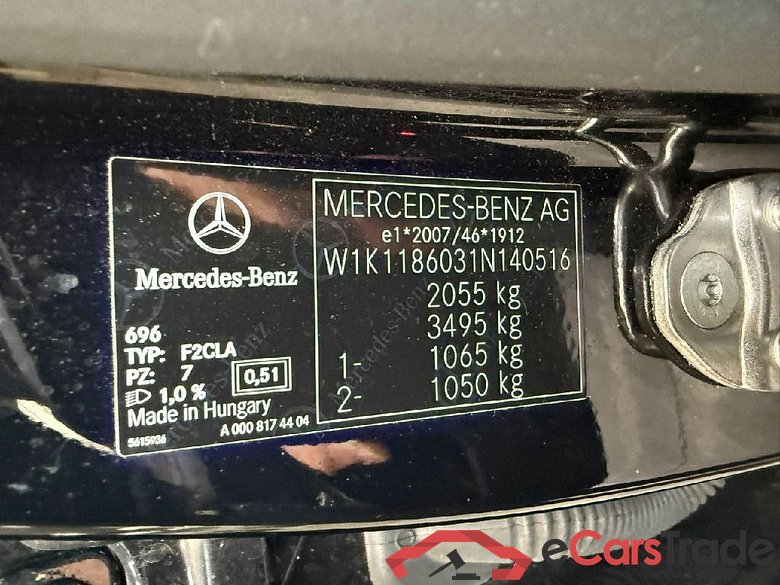 Mercedes-Benz
696
TYP: F2CLA
PZ: 7
1,0 % 0,51
Made in Hungary
5615936 A 000 817 44 04
MERCEDES-BENZ AG
e1*2007/46*1912
W1K1186031N140516
2055 kg
3495 kg
1- 1065 kg
2- 1050 kg
eCarsTrade